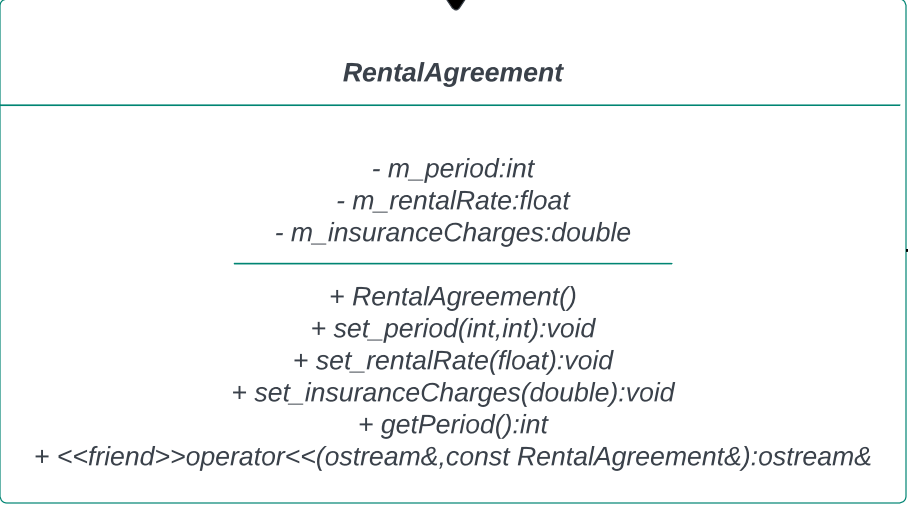 RentalAgreement
- m_period:int
- m_rentalRate:float
- m_insuranceCharges:double
+ RentalAgreement()
+ set_period(int,int):void
+ set_rentalRate(float):void
+ set_insuranceCharges(double):void
+ getPeriod():int
+ <<friend>>operator<<(ostream&,const RentalAgreement&):ostream&